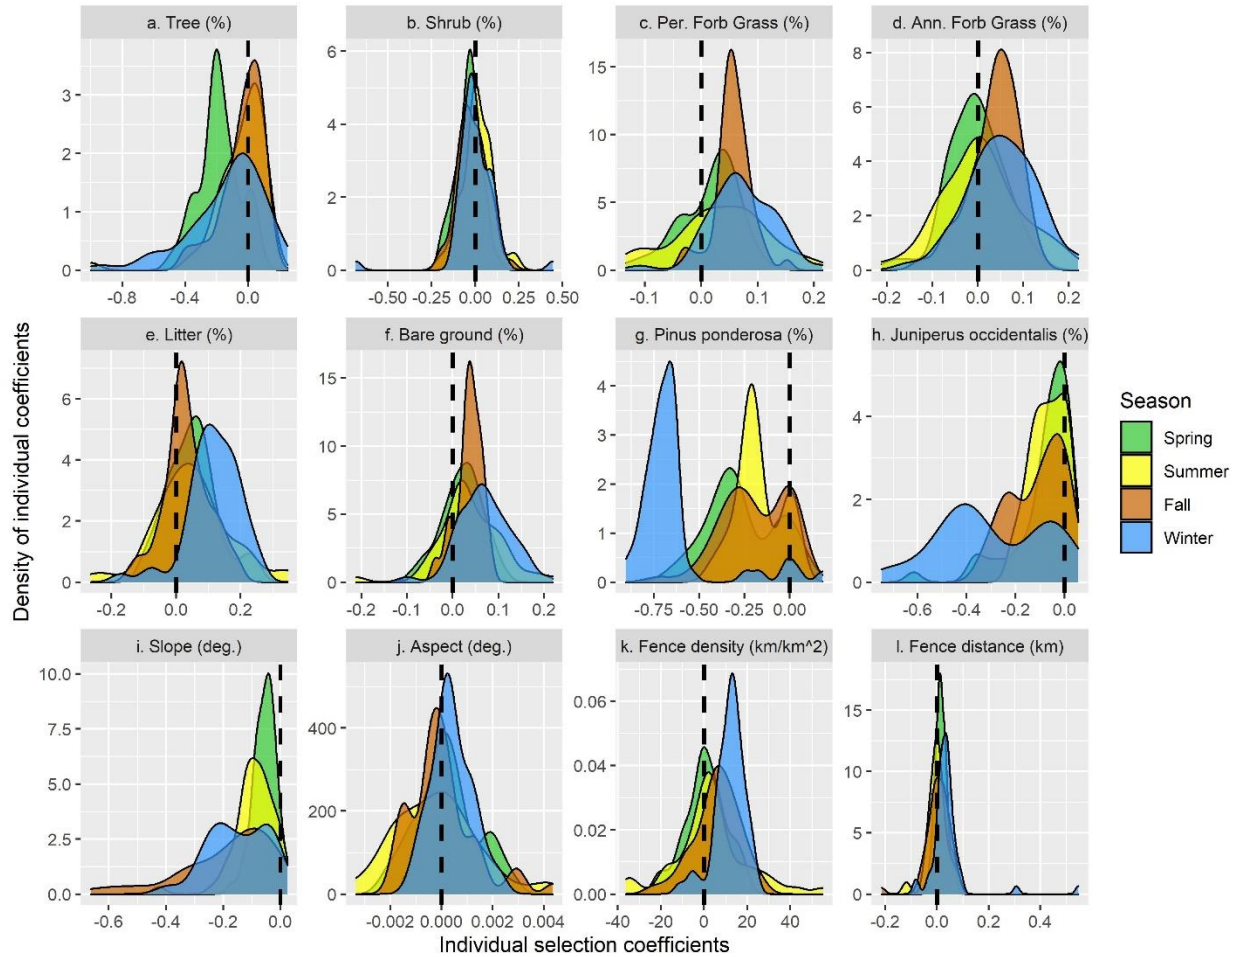 a. Tree (%)
b. Shrub (%)
c. Per. Forb Grass (%)
d. Ann. Forb Grass (%)
3
2
1
0
-0.8 -0.4 0.0
6
4
2
0
-0.50 -0.25 0.00 0.25 0.50
15
10
5
0
-0.1 0.0 0.1 0.2
8
6
4
2
0
-0.2 -0.1 0.0 0.1 0.2
Density of individual coefficients
e. Litter (%)
f. Bare ground (%)
g. Pinus ponderosa (%)
h. Juniperus occidentalis (%)
6
4
2
0
-0.2 0.0 0.2
15
10
5
0
-0.2 -0.1 0.0 0.1 0.2
4
3
2
1
0
-0.75 -0.50 -0.25 0.00
4
2
0
-0.4 -0.2 0.0
i. Slope (deg.)
j. Aspect (deg.)
k. Fence density (km/km^2)
l. Fence distance (km)
10.0
7.5
5.0
2.5
0.0
-0.6 -0.4 -0.2 0.0
400
200
0
-0.002 0.000 0.002 0.004
0.06
0.04
0.02
0.00
-40 -20 0 20 40
15
10
5
0
-0.2 0.0 0.2 0.4
Individual selection coefficients
Season
Spring
Summer
Fall
Winter